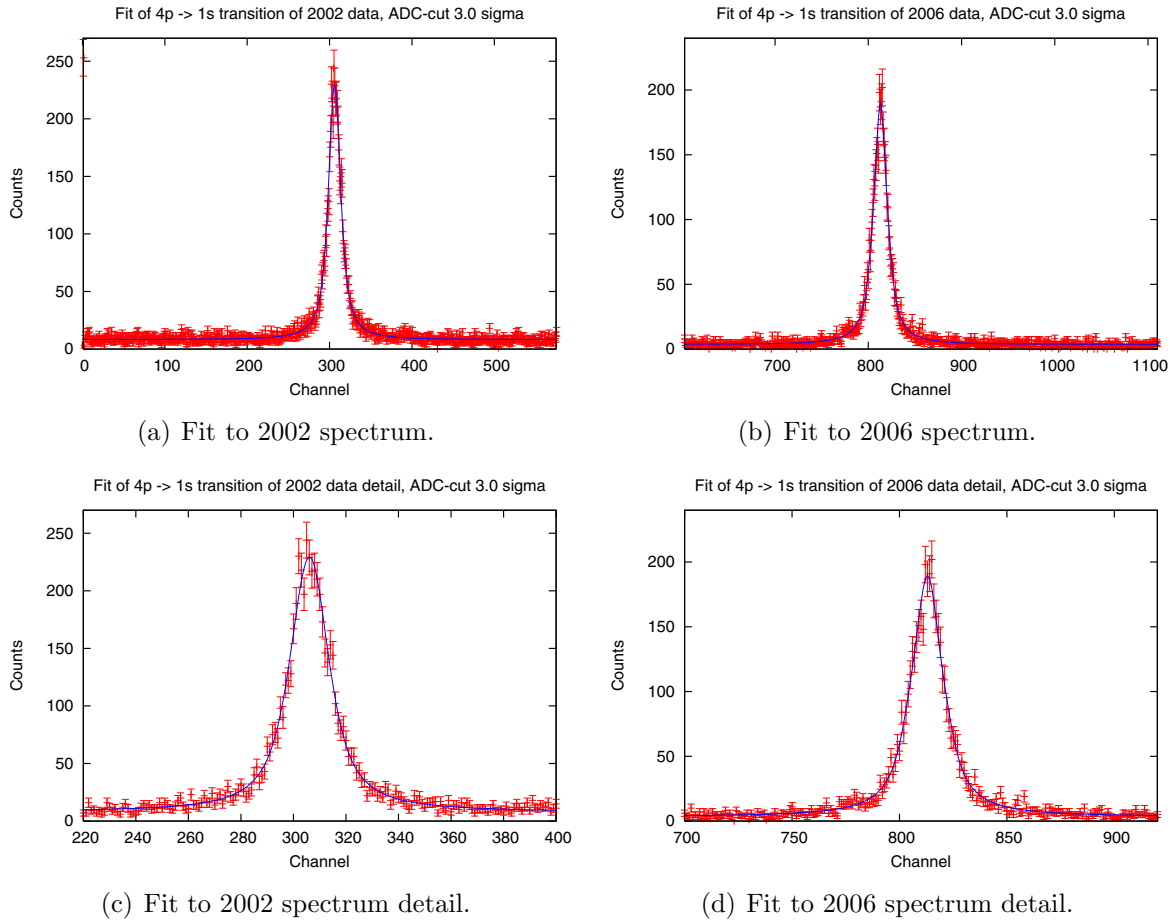 Fit of 4p -> 1s transition of 2002 data, ADC-cut 3.0 sigma
250
200
150
100
50
0
Counts
0 100 200 300 400 500
Channel
(a) Fit to 2002 spectrum.
Fit of 4p -> 1s transition of 2006 data, ADC-cut 3.0 sigma
200
150
100
50
0
Counts
700 800 900 1000 1100
Channel
(b) Fit to 2006 spectrum.
Fit of 4p -> 1s transition of 2002 data detail, ADC-cut 3.0 sigma
250
200
150
100
50
0
Counts
220 240 260 280 300 320 340 360 380 400
Channel
(c) Fit to 2002 spectrum detail.
Fit of 4p -> 1s transition of 2006 data detail, ADC-cut 3.0 sigma
200
150
100
50
0
Counts
700 750 800 850 900
Channel
(d) Fit to 2006 spectrum detail.